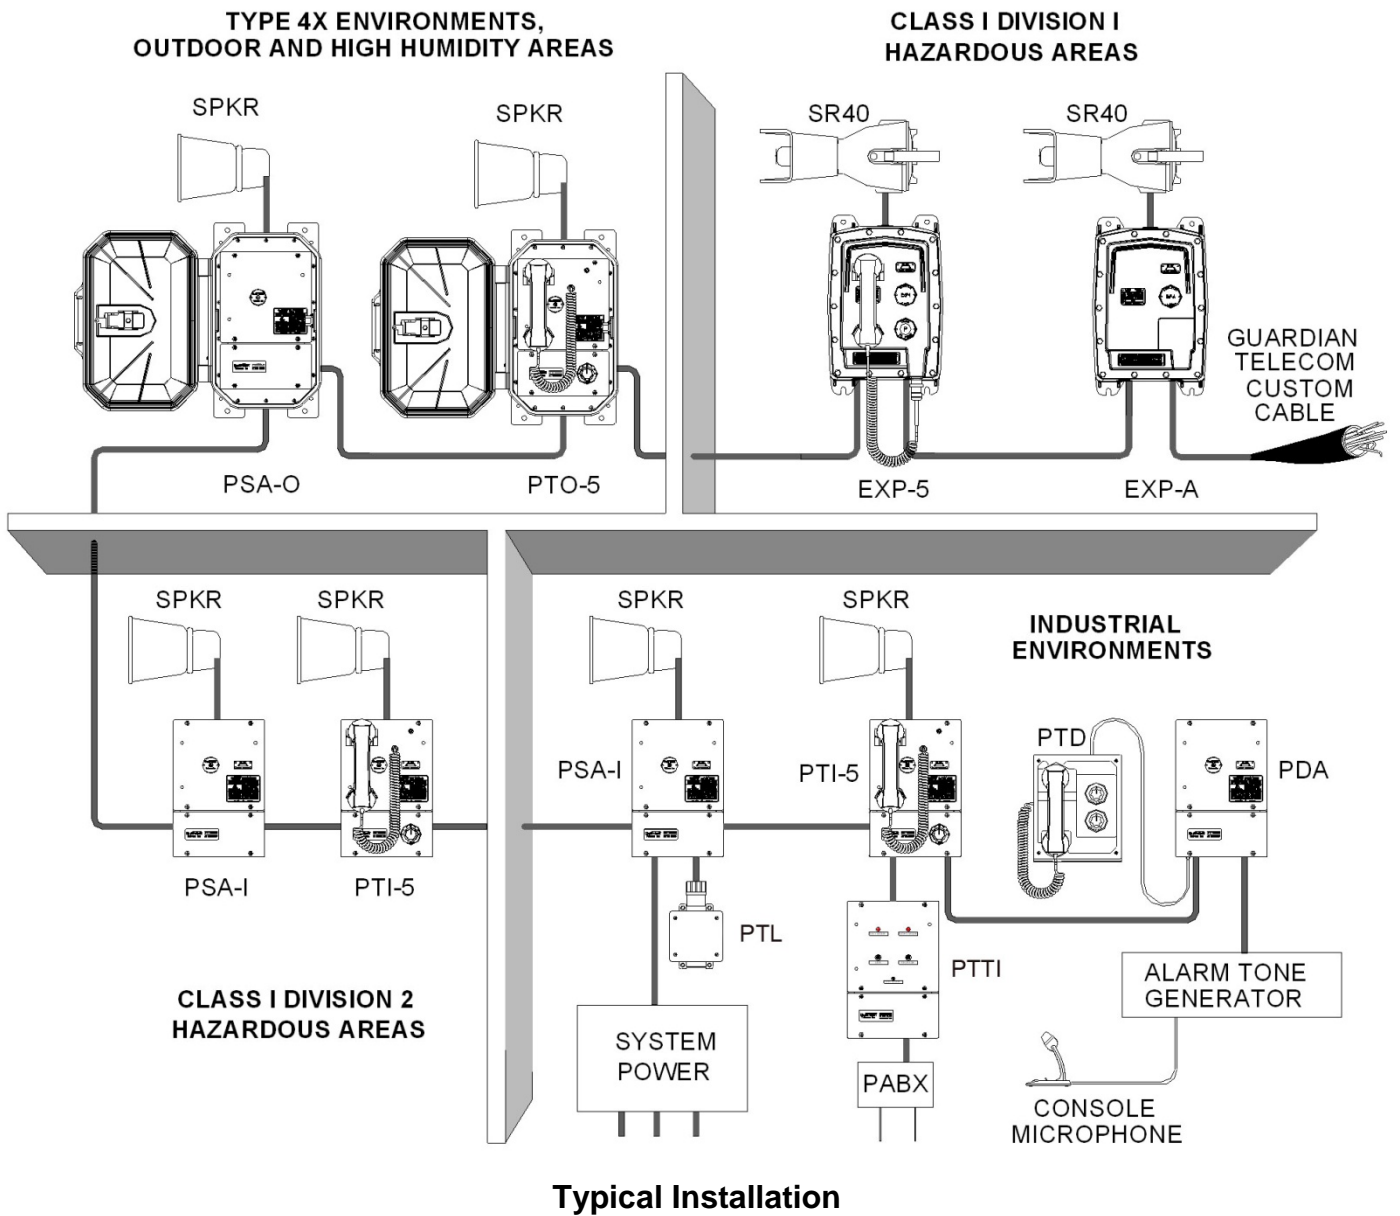 TYPE 4X ENVIRONMENTS,
OUTDOOR AND HIGH HUMIDITY AREAS
CLASS I DIVISION I
HAZARDOUS AREAS
SPKR
SPKR
SR40
SR40
GUARDIAN
TELECOM
CUSTOM
CABLE
PSA-O
PTO-5
EXP-5
EXP-A
SPKR
SPKR
SPKR
SPKR
INDUSTRIAL
ENVIRONMENTS
PSA-I
PTI-5
PTD
PDA
PSA-I
PTI-5
PTL
PTTI
ALARM TONE
GENERATOR
CLASS I DIVISION 2
HAZARDOUS AREAS
SYSTEM
POWER
PABX
CONSOLE
MICROPHONE
Typical Installation